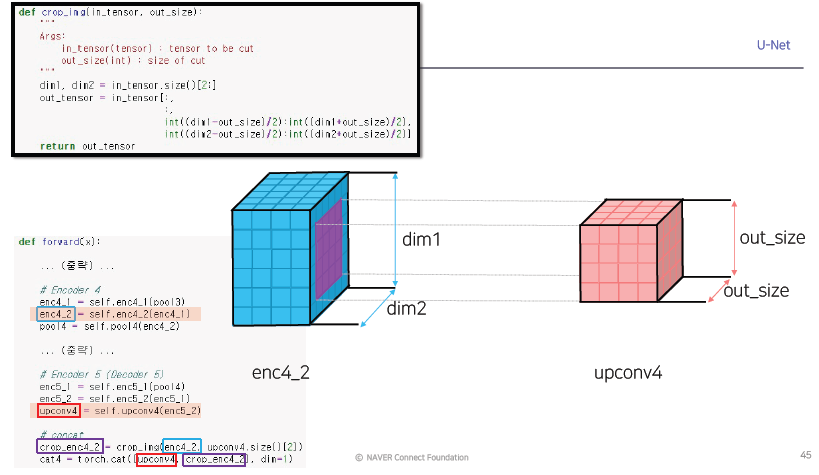 def crop_img(in_tensor, out_size):
"""
Args:
in_tensor(tensor) : tensor to be cut
out_size(int) : size of cut
"""
dim1, dim2 = in_tensor.size()[2:]
out_tensor = in_tensor[:,
:,
int((dim1-out_size)/2):int((dim1+out_size)/2),
int((dim2-out_size)/2):int((dim2+out_size)/2)]
return out_tensor
U-Net
dim1
dim2
enc4_2
out_size
out_size
upconv4
def forward(x):
... (중략) ...
# Encoder 4
enc4_1 = self.enc4_1(pool3)
enc4_2 = self.enc4_2(enc4_1)
pool4 = self.pool4(enc4_2)
... (중략) ...
# Encoder 5 (Decoder 5)
enc5_1 = self.enc5_1(pool4)
enc5_2 = self.enc5_2(enc5_1)
upconv4 = self.upconv4(enc5_2)
# concat
crop_enc4_2 = crop_img(enc4_2, upconv4.size()[2])
cat4 = torch.cat([upconv4, crop_enc4_2], dim=1)
© NAVER Connect Foundation
45